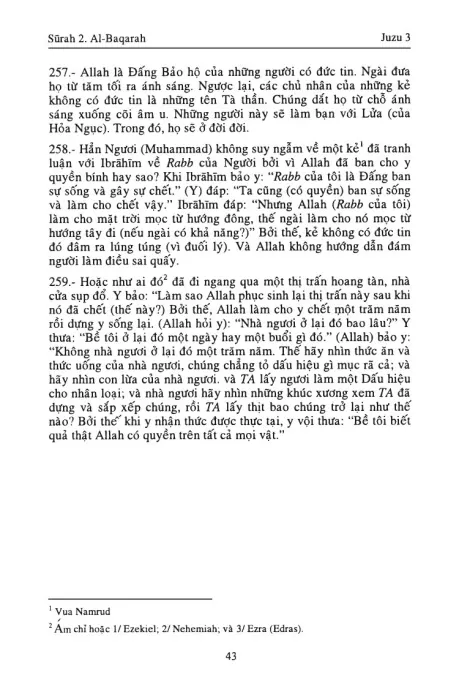 Sūrah 2. Al-Baqarah Juzu 3
257.- Allah là Đấng Bảo hộ của những người có đức tin. Ngài đưa
họ từ tăm tối ra ánh sáng. Ngược lại, các chủ nhân của những kẻ
không có đức tin là những tên Tà thần. Chúng dắt họ từ chỗ ánh
sáng xuống cõi âm u. Những người này sẽ làm bạn với Lửa (của
Hỏa Ngục). Trong đó, họ sẽ ở đời đời.
258.- Hẳn Ngươi (Muhammad) không suy ngẫm về một kẻ¹ đã tranh
luận với Ibrāhīm về Rabb của Người bởi vì Allah đã ban cho y
quyền bính hay sao? Khi Ibrāhīm bảo y: “Rabb của tôi là Đấng ban
sự sống và gây sự chết.” (Y) đáp: “Ta cũng (có quyền) ban sự sống
và làm cho chết vậy.” Ibrāhīm đáp: “Nhưng Allah (Rabb của tôi)
làm cho mặt trời mọc từ hướng đông, thế ngài làm cho nó mọc từ
hướng tây đi (nếu ngài có khả năng?)” Bởi thế, kẻ không có đức tin
đó đâm ra lúng túng (vì đuối lý). Và Allah không hướng dẫn đám
người làm điều sai quấy.
259.- Hoặc như ai đó² đã đi ngang qua một thị trấn hoang tàn, nhà
cửa sụp đổ. Y bảo: “Làm sao Allah phục sinh lại thị trấn này sau khi
nó đã chết (thế này?) Bởi thế, Allah làm cho y chết một trăm năm
rồi dựng y sống lại. (Allah hỏi y): “Nhà ngươi ở lại đó bao lâu?” Y
thưa: “Bề tôi ở lại đó một ngày hay một buổi gì đó.” (Allah) bảo y:
“Không nhà ngươi ở lại đó một trăm năm. Thế hãy nhìn thức ăn và
thức uống của nhà ngươi, chúng chẳng tỏ dấu hiệu gì mục rã cả; và
hãy nhìn con lừa của nhà ngươi. và TA lấy ngươi làm một Dấu hiệu
cho nhân loại; và nhà ngươi hãy nhìn những khúc xương xem TA đã
dựng và sắp xếp chúng, rồi TA lấy thịt bao chúng trở lại như thế
nào? Bởi thế khi y nhận thức được thực tại, y vội thưa: “Bề tôi biết
quả thật Allah có quyền trên tất cả mọi vật.”
¹ Vua Namrud
² Ám chỉ hoặc 1/ Ezekiel; 2/ Nehemiah; và 3/ Ezra (Edras).
43